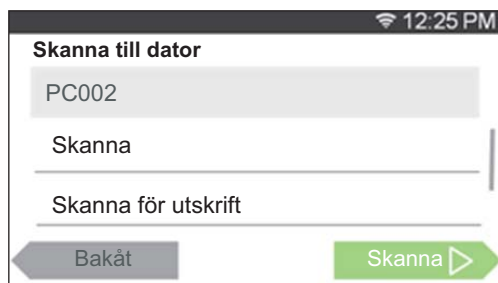 12:25 PM
Skanna till dator
PC002
Skanna
Skanna för utskrift
Bakåt Skanna